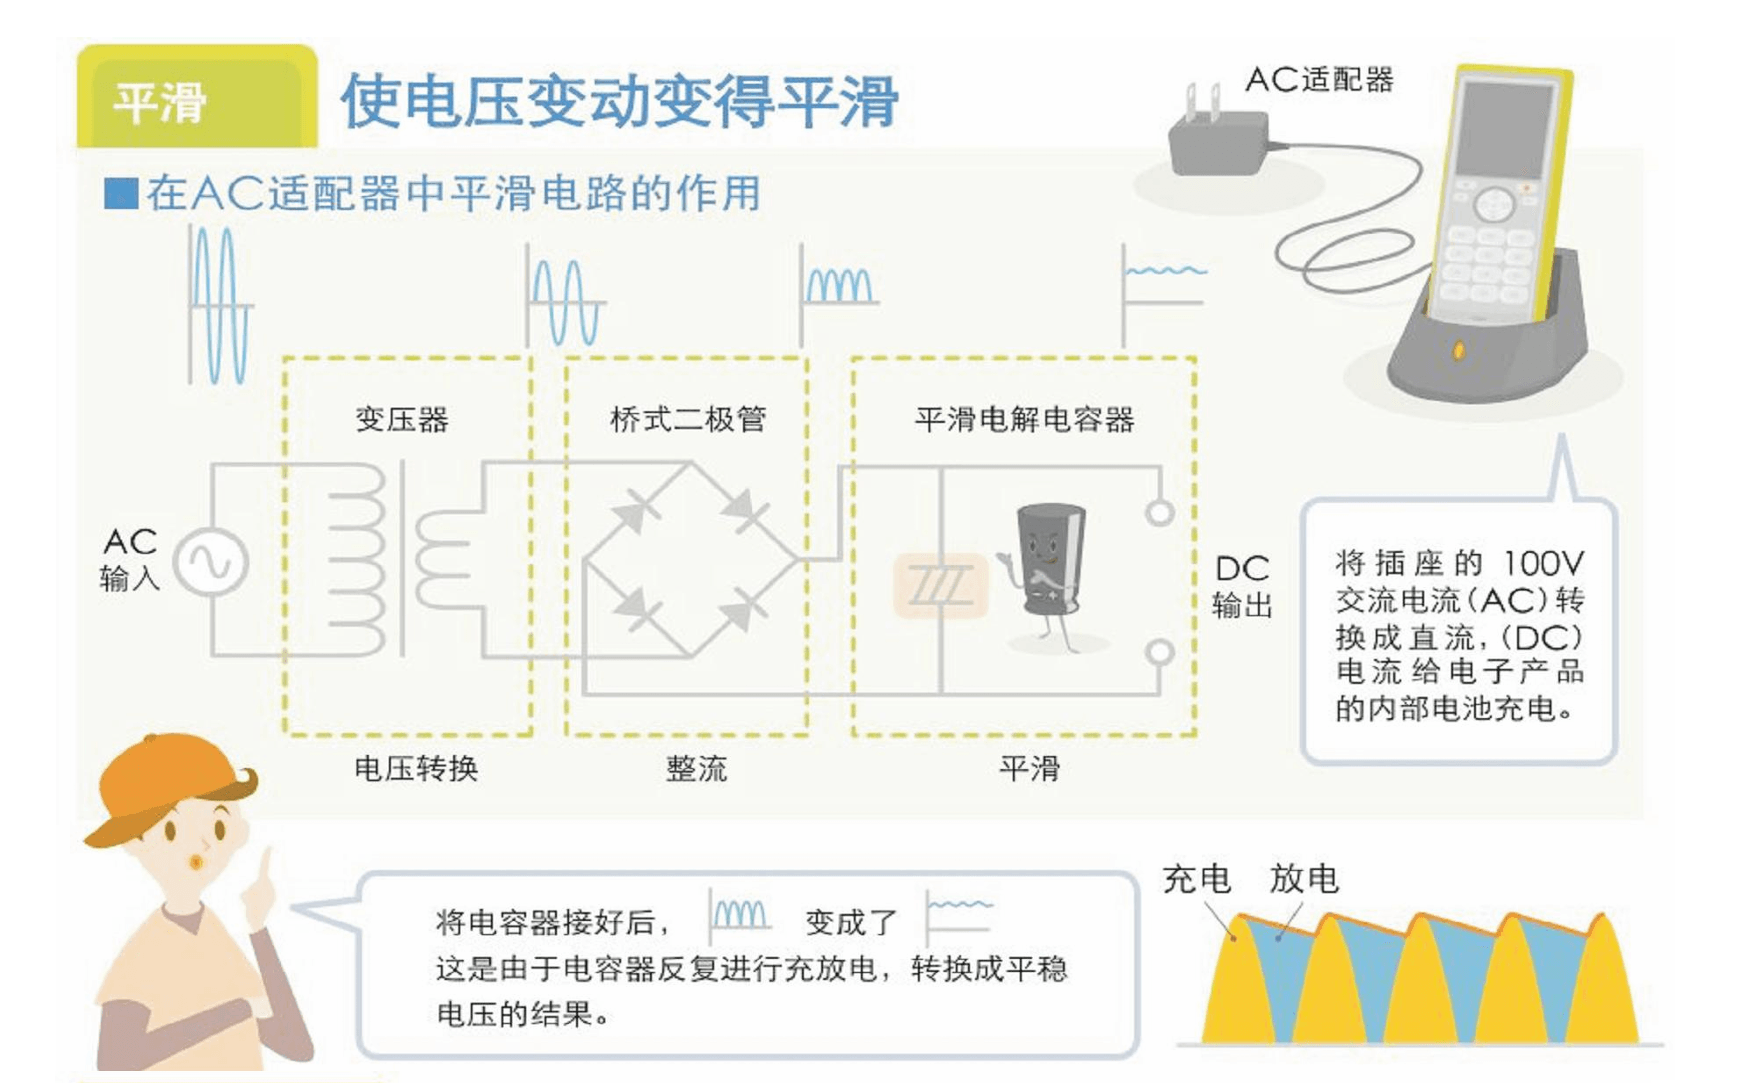 平滑
使电压变动变得平滑
AC适配器
■在AC适配器中平滑电路的作用
变压器
桥式二极管
平滑电解电容器
AC
输入
DC
输出
电压转换
整流
平滑
将插座的 100V
交流电流(AC)转
换成直流,(DC)
电流给电子产品
的内部电池充电。
将电容器接好后, 变成了
这是由于电容器反复进行充放电, 转换成平稳
电压的结果。
充电 放电